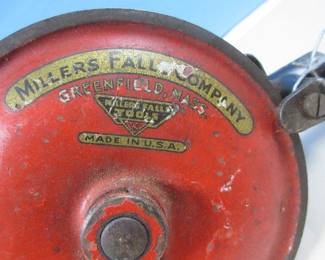 MILLERS FALLS COMPANY
GREENFIELD, MASS.
MILLERS FALLS
TOOLS
MADE IN U.S.A.